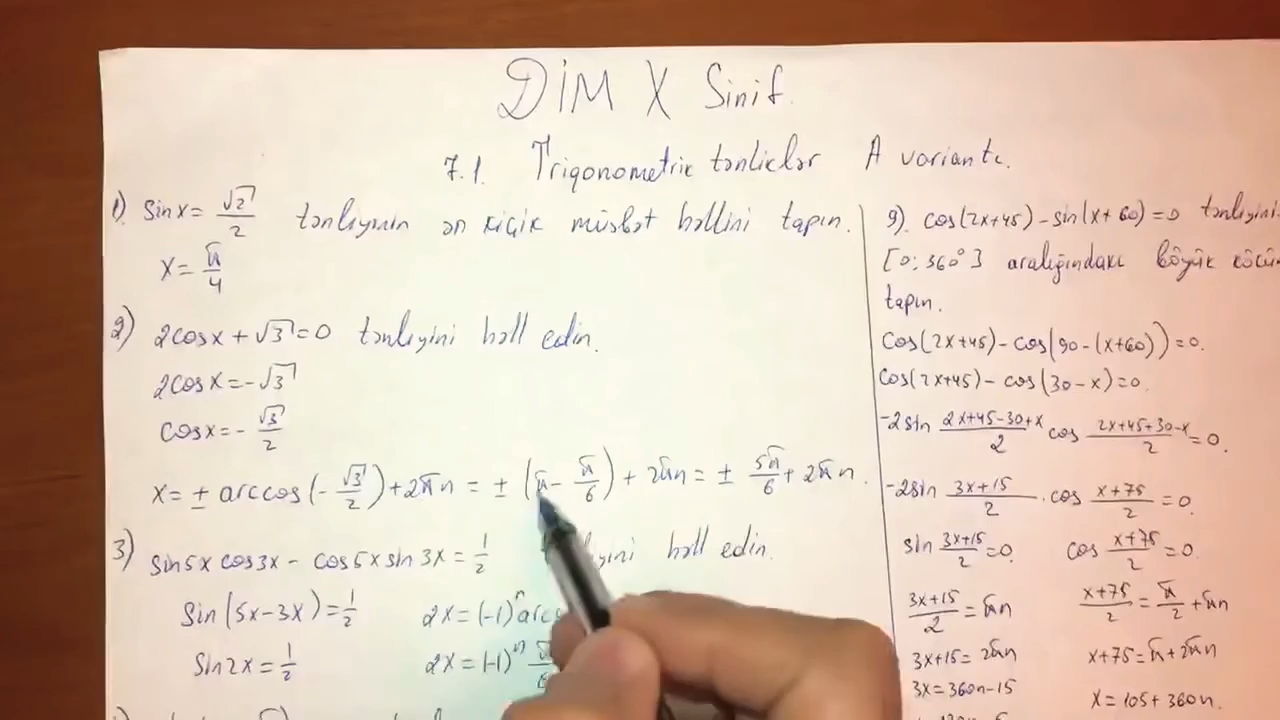 DİM X Sinif.
7.1. Trigonometrik tənliklər A variantı.
1) Sinx = √2/2 tənliyinin ən kiçik müsbət həllini tapın.
x = π/4
2) 2cosx + √3 = 0 tənliyini həll edin.
2cosx = -√3
cosx = - √3/2
x = ± arccos(-√3/2) + 2πn = ± (π - π/6) + 2πn = ± 5π/6 + 2πn.
3) Sin5x cos3x - cos5x sin3x = 1/2 həll edin.
Sin(5x-3x) = 1/2 2x = (-1)ⁿ
Sin2x = 1/2 2x = (-1)ⁿ π/6
9). cos(2x+45) - sin(x+60) = 0 tənliyini
[0; 360°] aralığındakı böyük
tapın.
cos(2x+45) - cos(90-(x+60)) = 0.
cos(2x+45) - cos(30-x) = 0.
-2sin (2x+45-30+x)/2 cos (2x+45+30-x)/2 = 0.
-2sin (3x+15)/2 · cos (x+75)/2 = 0.
sin (3x+15)/2 = 0. cos (x+75)/2 = 0.
(3x+15)/2 = πn (x+75)/2 = π/2 + πn
3x+15 = 2πn x+75 = π + 2πn
3x = 360n-15 x = 105+360n.